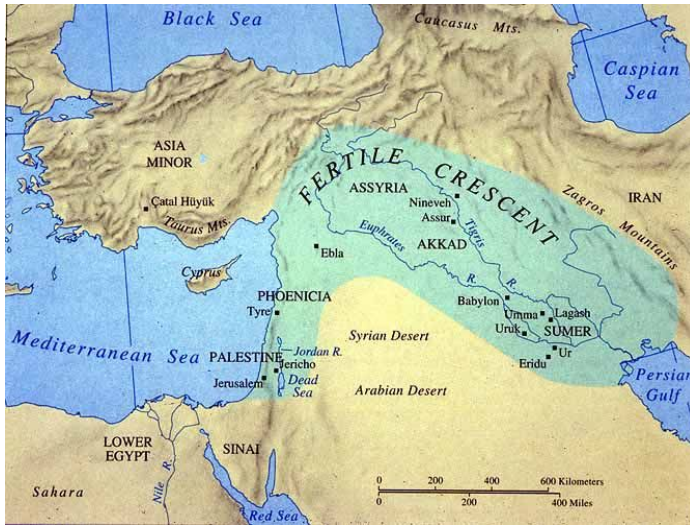 Black Sea
Caucasus Mts.
Caspian
Sea
ASIA
MINOR
FERTILE CRESCENT
ASSYRIA
IRAN
Zagros Mountains
Çatal Hüyük
Nineveh
Assur
Taurus Mts.
Tigris R.
Euphrates R.
AKKAD
Ebla
Cyprus
PHOENICIA
Babylon
Tyre
Umma
Lagash
Uruk
SUMER
Syrian Desert
Mediterranean Sea
PALESTINE
Jordan R.
Jericho
Ur
Eridu
Jerusalem
Dead
Sea
Arabian Desert
Persian
Gulf
LOWER
EGYPT
SINAI
Nile R.
Sahara
Red Sea
0 200 400 600 Kilometers
0 200 400 Miles